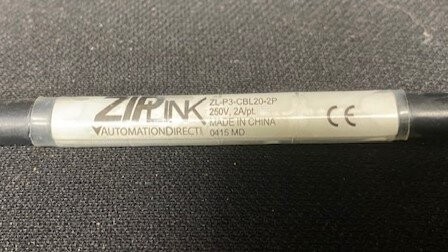 ZIPLINK
AUTOMATIONDIRECT
ZL-P3-CBL20-2P
250V, 2A/pt.
MADE IN CHINA
0415 MD
CE